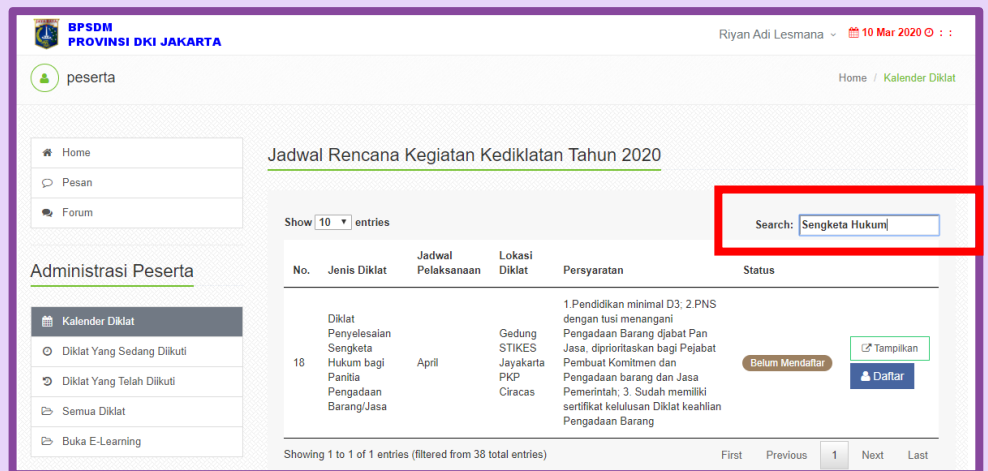 BPSDM
PROVINSI DKI JAKARTA
Riyan Adi Lesmana
10 Mar 2020 : :
peserta
Home / Kalender Diklat
Home
Pesan
Forum
Administrasi Peserta
Kalender Diklat
Diklat Yang Sedang Diikuti
Diklat Yang Telah Diikuti
Semua Diklat
Buka E-Learning
Jadwal Rencana Kegiatan Kediklatan Tahun 2020
Show 10 entries
Search: Sengketa Hukum
No.
Jenis Diklat
Jadwal
Pelaksanaan
Lokasi
Diklat
Persyaratan
Status
18
Diklat
Penyelesaian
Sengketa
Hukum bagi
Panitia
Pengadaan
Barang/Jasa
April
Gedung
STIKES
Jayakarta
PKP
Ciracas
1.Pendidikan minimal D3; 2.PNS
dengan tusi menangani
Pengadaan Barang djabat Pan
Jasa, diprioritaskan bagi Pejabat
Pembuat Komitmen dan
Pengadaan barang dan Jasa
Pemerintah; 3. Sudah memiliki
sertifikat kelulusan Diklat keahlian
Pengadaan Barang
Belum Mendaftar
Tampilkan
Daftar
Showing 1 to 1 of 1 entries (filtered from 38 total entries)
First Previous 1 Next Last